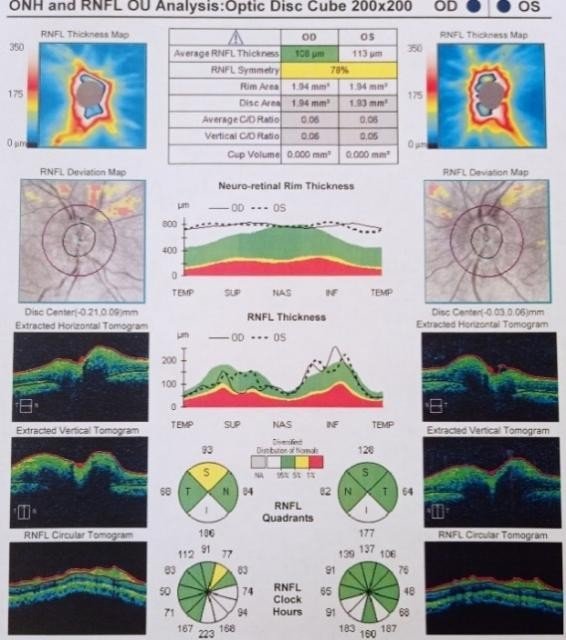 ONH and RNFL OU Analysis:Optic Disc Cube 200x200 OD OS
RNFL Thickness Map
350
175
0 µm
OD OS
Average RNFL Thickness 108 µm 113 µm
RNFL Symmetry 78%
Rim Area 1.94 mm² 1.94 mm²
Disc Area 1.94 mm² 1.93 mm²
Average C/D Ratio 0.06 0.06
Vertical C/D Ratio 0.06 0.05
Cup Volume 0.000 mm³ 0.000 mm³
RNFL Thickness Map
350
175
0 µm
RNFL Deviation Map
Disc Center(-0.21,0.09)mm
Neuro-retinal Rim Thickness
µm
OD OS
800
400
0
TEMP SUP NAS INF TEMP
RNFL Deviation Map
Disc Center(-0.03,0.06)mm
Extracted Horizontal Tomogram
T N
RNFL Thickness
µm
OD OS
200
100
0
TEMP SUP NAS INF TEMP
Extracted Horizontal Tomogram
Extracted Vertical Tomogram
Diversified
Distribution of Normals
NA 95% 5% 1%
93
S
68 T N 84
I
186
RNFL
Quadrants
128
S
82 N T 64
I
177
Extracted Vertical Tomogram
RNFL Circular Tomogram
112 91 77
83 83
50 74
71 94
167 223 168
RNFL
Clock
Hours
139 137 106
91 76
65 48
91 68
183 160 187
RNFL Circular Tomogram